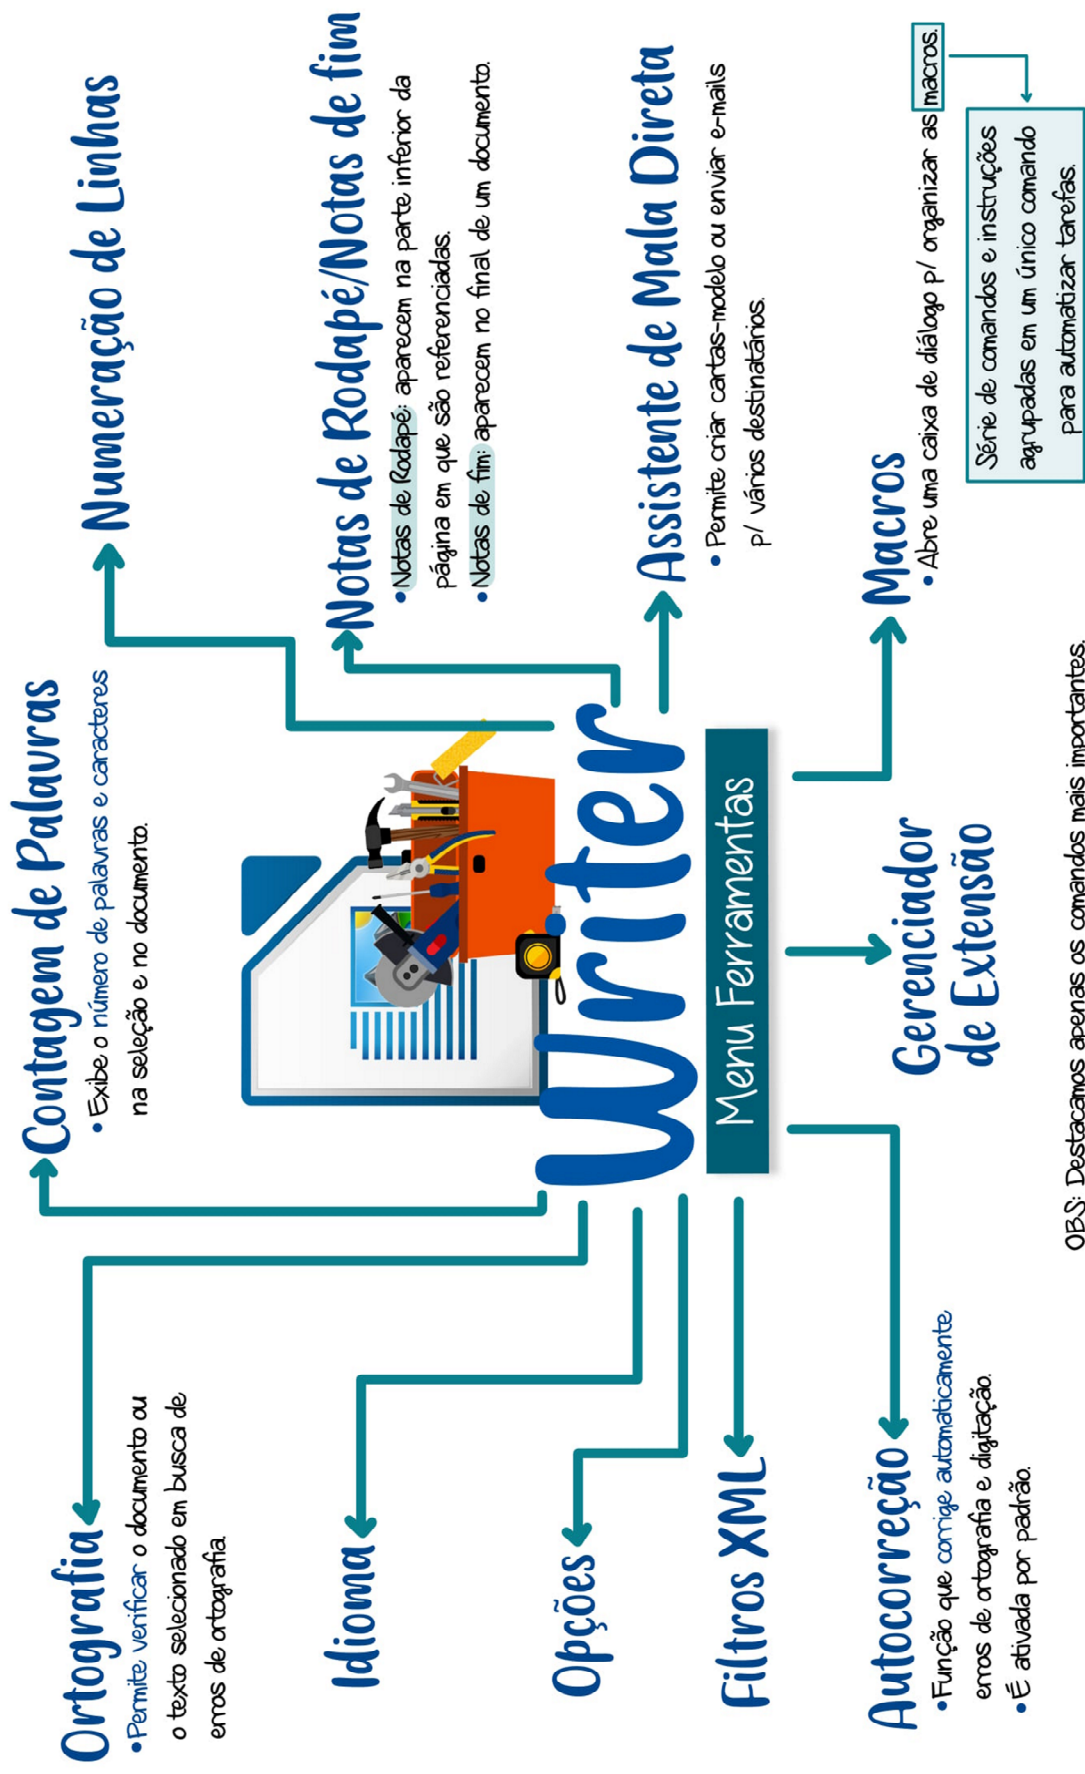 Contagem de Palavras
• Exibe o número de palavras e caracteres
na seleção e no documento.
Numeração de Linhas
Ortografia
• Permite verificar o documento ou
o texto selecionado em busca de
erros de ortografia.
Notas de Rodapé/Notas de fim
• Notas de Rodapé: aparecem na parte inferior da
página em que são referenciadas.
• Notas de fim: aparecem no final de um documento.
Idioma
Writer
Menu Ferramentas
Assistente de Mala Direta
• Permite criar cartas-modelo ou enviar e-mails
p/ vários destinatários.
Opções
Filtros XML
Macros
• Abre uma caixa de diálogo p/ organizar as macros.
Série de comandos e instruções
agrupadas em um único comando
para automatizar tarefas.
Autocorreção
• Função que corrige automaticamente
erros de ortografia e digitação.
• É ativada por padrão.
Gerenciador
de Extensão
OBS: Destacamos apenas os comandos mais importantes.